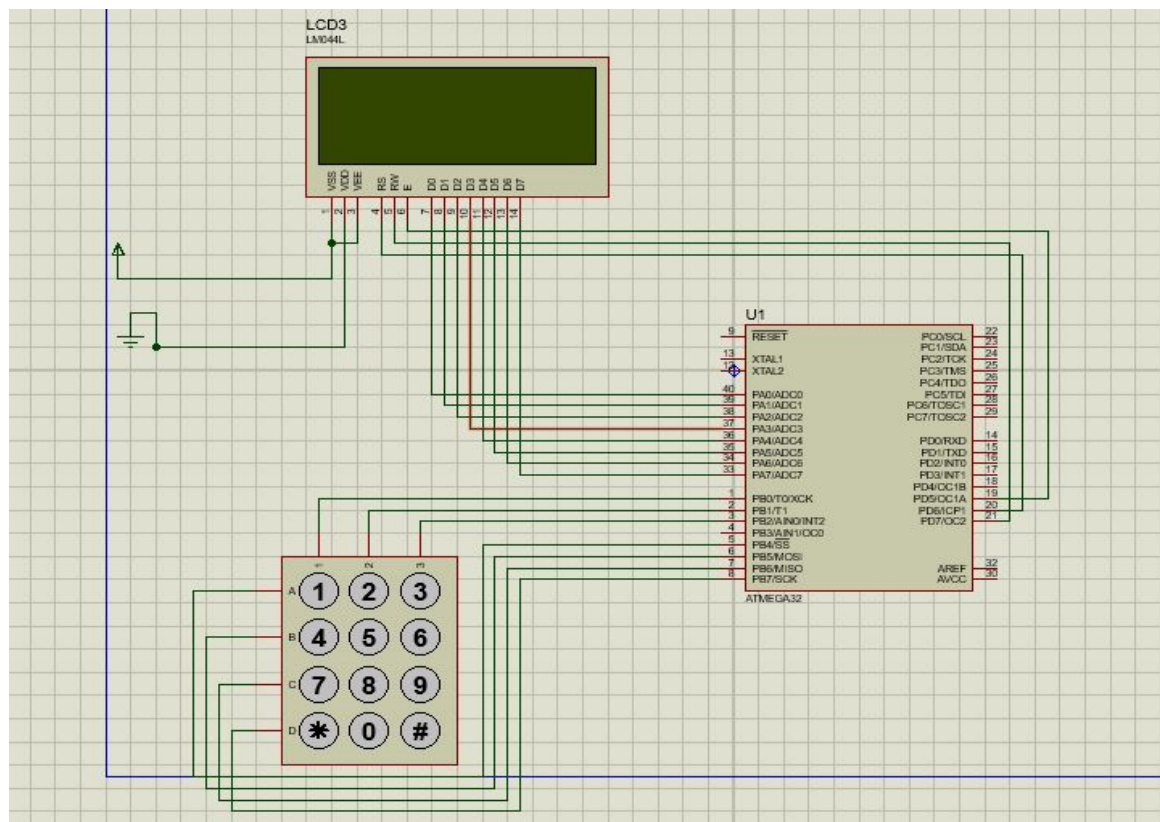 LCD3
LM044L
VSS VDD VEE RS RW E D0 D1 D2 D3 D4 D5 D6 D7
1 2 3 4 5 6 7 8 9 10 11 12 13 14
U1
9 RESET PC0/SCL 22
PC1/SDA 23
13 XTAL1 PC2/TCK 24
12 XTAL2 PC3/TMS 25
PC4/TDO 26
40 PA0/ADC0 PC5/TDI 27
39 PA1/ADC1 PC6/TOSC1 28
38 PA2/ADC2 PC7/TOSC2 29
37 PA3/ADC3
36 PA4/ADC4 PD0/RXD 14
35 PA5/ADC5 PD1/TXD 15
34 PA6/ADC6 PD2/INT0 16
33 PA7/ADC7 PD3/INT1 17
PD4/OC1B 18
1 PB0/T0/XCK PD5/OC1A 19
2 PB1/T1 PD6/ICP1 20
3 PB2/AIN0/INT2 PD7/OC2 21
4 PB3/AIN1/OC0
5 PB4/SS
6 PB5/MOSI
7 PB6/MISO AREF 32
8 PB7/SCK AVCC 30
ATMEGA32
1 2 3
A 1 2 3
B 4 5 6
C 7 8 9
D * 0 #